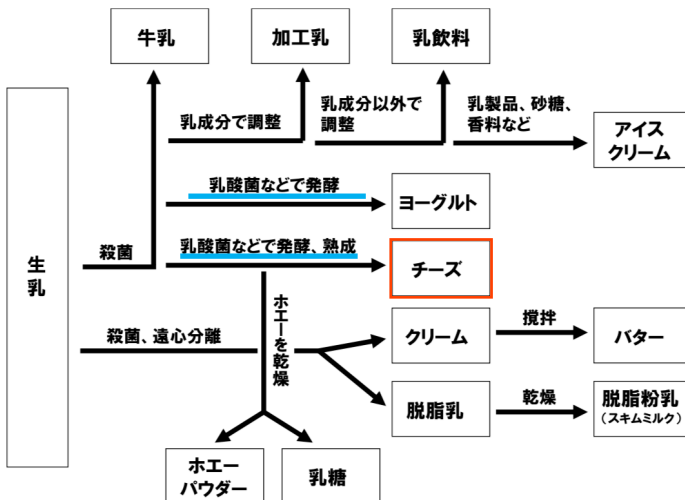 牛乳
加工乳
乳飲料
乳成分で調整
乳成分以外で
調整
乳製品、砂糖、
香料など
アイス
クリーム
乳酸菌などで発酵
ヨーグルト
生
乳
殺菌
乳酸菌などで発酵、熟成
チーズ
ホエーを乾燥
殺菌、遠心分離
クリーム
撹拌
バター
脱脂乳
乾燥
脱脂粉乳
（スキムミルク）
ホエー
パウダー
乳糖